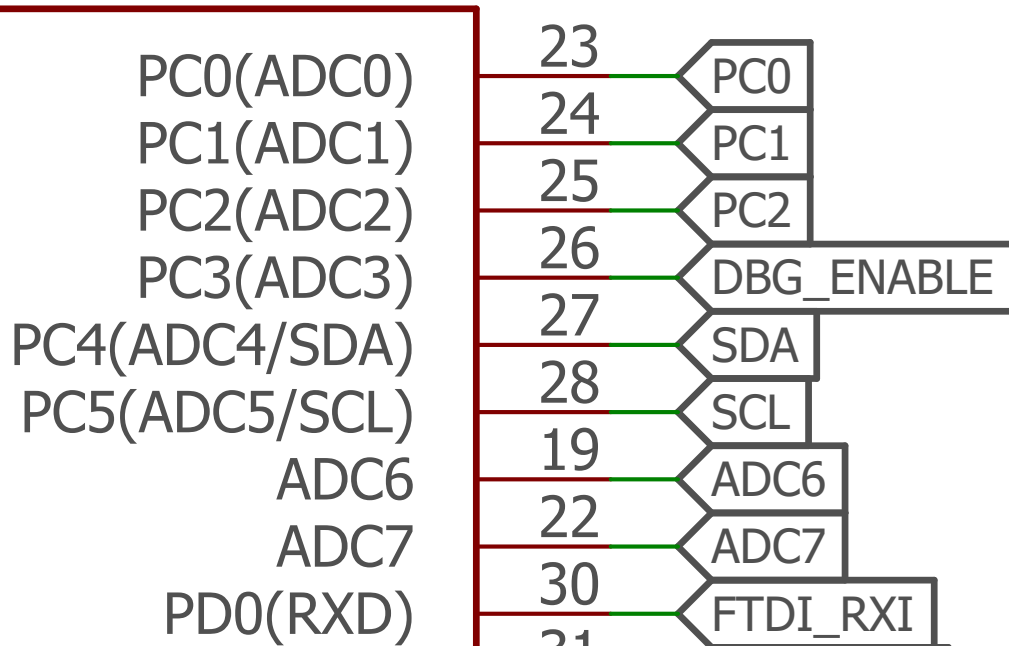 PC0(ADC0) 23 PC0
PC1(ADC1) 24 PC1
PC2(ADC2) 25 PC2
PC3(ADC3) 26 DBG_ENABLE
PC4(ADC4/SDA) 27 SDA
PC5(ADC5/SCL) 28 SCL
ADC6 19 ADC6
ADC7 22 ADC7
PD0(RXD) 30 FTDI_RXI